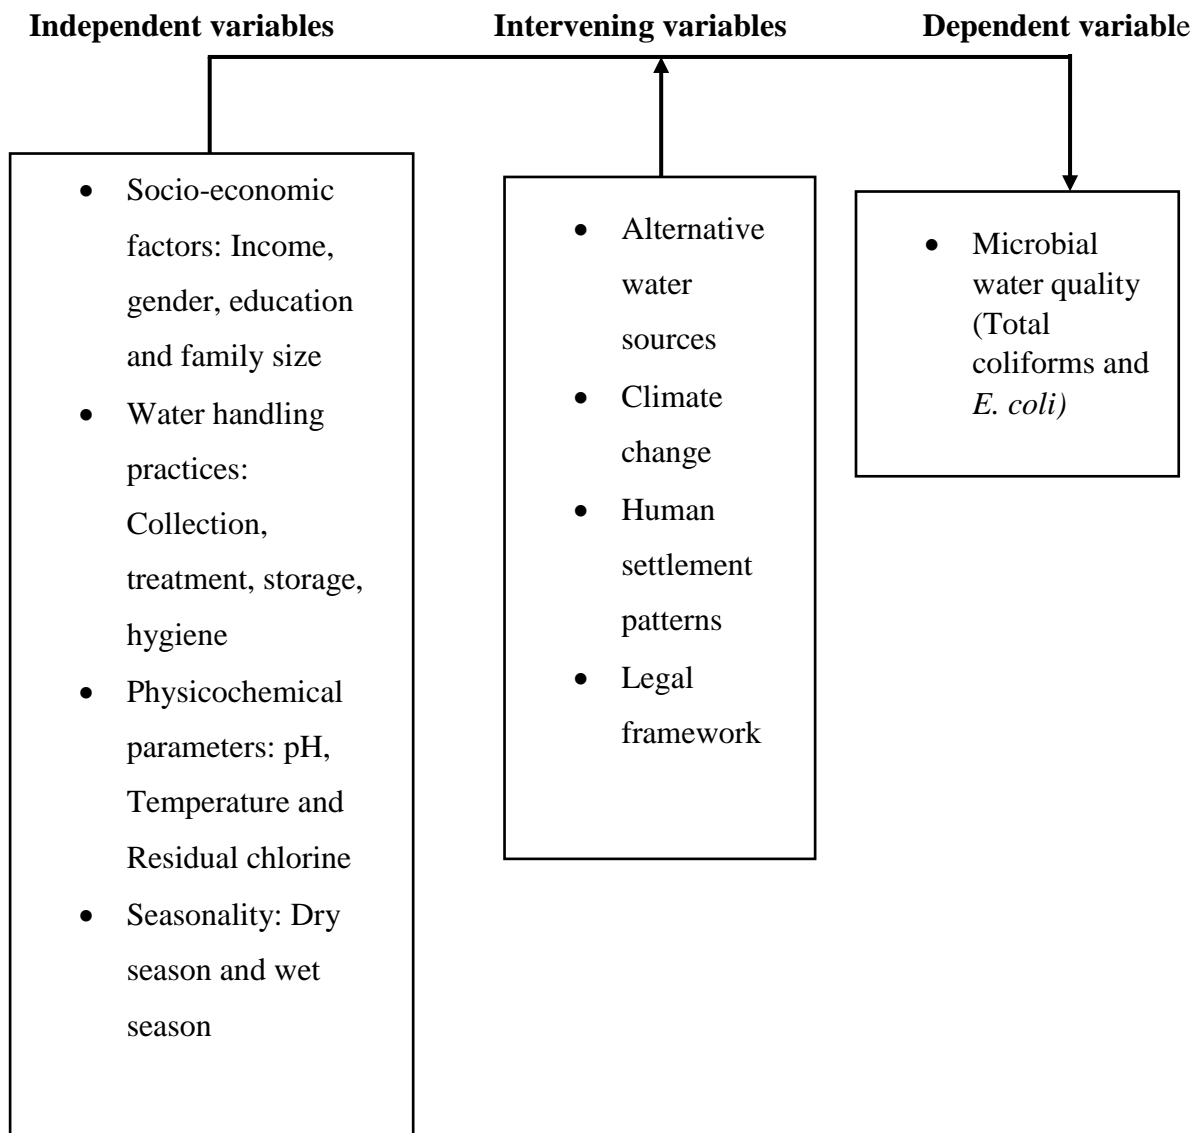 Independent variables
Intervening variables
Dependent variable
• Socio-economic
factors: Income,
gender, education
and family size
• Water handling
practices:
Collection,
treatment, storage,
hygiene
• Physicochemical
parameters: pH,
Temperature and
Residual chlorine
• Seasonality: Dry
season and wet
season
• Alternative
water
sources
• Climate
change
• Human
settlement
patterns
• Legal
framework
• Microbial
water quality
(Total
coliforms and
E. coli)